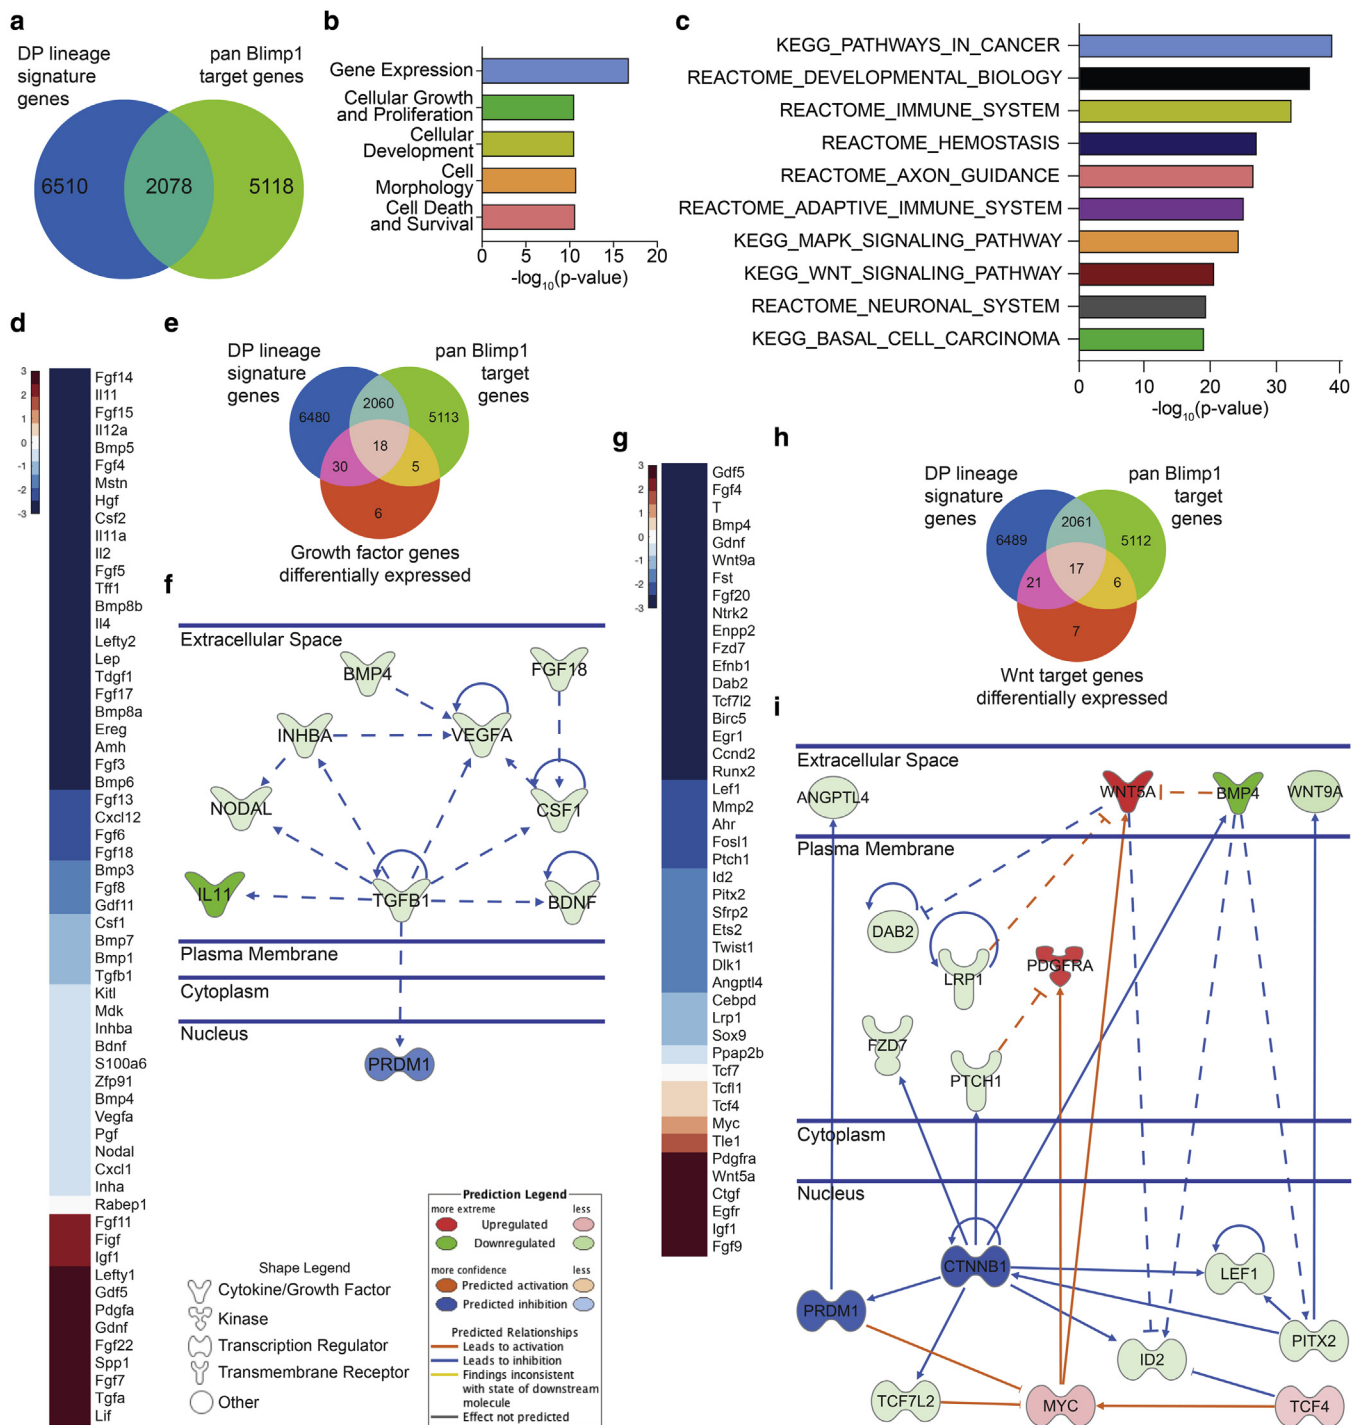 a
DP lineage
signature
genes
pan Blimp1
target genes
6510
2078
5118
b
Gene Expression
Cellular Growth
and Proliferation
Cellular
Development
Cell
Morphology
Cell Death
and Survival
0 5 10 15 20
-log10(p-value)
c
KEGG_PATHWAYS_IN_CANCER
REACTOME_DEVELOPMENTAL_BIOLOGY
REACTOME_IMMUNE_SYSTEM
REACTOME_HEMOSTASIS
REACTOME_AXON_GUIDANCE
REACTOME_ADAPTIVE_IMMUNE_SYSTEM
KEGG_MAPK_SIGNALING_PATHWAY
KEGG_WNT_SIGNALING_PATHWAY
REACTOME_NEURONAL_SYSTEM
KEGG_BASAL_CELL_CARCINOMA
0 10 20 30 40
-log10(p-value)
d
3
2
1
0
-1
-2
-3
Fgf14
Il11
Fgf15
Il12a
Bmp5
Fgf4
Mstn
Hgf
Csf2
Il11a
Il2
Fgf5
Tff1
Bmp8b
Il4
Lefty2
Lep
Tdgf1
Fgf17
Bmp8a
Ereg
Amh
Fgf3
Bmp6
Fgf13
Cxcl12
Fgf6
Fgf18
Bmp3
Fgf8
Gdf11
Csf1
Bmp7
Bmp1
Tgfb1
Kitl
Mdk
Inhba
Bdnf
S100a6
Zfp91
Bmp4
Vegfa
Pgf
Nodal
Cxcl1
Inha
Rabep1
Fgf11
Figf
Igf1
Lefty1
Gdf5
Pdgfa
Gdnf
Fgf22
Spp1
Fgf7
Tgfa
Lif
e
DP lineage
signature
genes
pan Blimp1
target
genes
6480
2060
5113
18
30
5
6
Growth factor genes
differentially expressed
f
Extracellular Space
BMP4
FGF18
INHBA
VEGFA
NODAL
CSF1
IL11
TGFB1
BDNF
Plasma Membrane
Cytoplasm
Nucleus
PRDM1
Shape Legend
Cytokine/Growth Factor
Kinase
Transcription Regulator
Transmembrane Receptor
Other
Prediction Legend
more extreme less
Upregulated
Downregulated
more confidence less
Predicted activation
Predicted inhibition
Predicted Relationships
Leads to activation
Leads to inhibition
Findings inconsistent
with state of downstream
molecule
Effect not predicted
g
3
2
1
0
-1
-2
-3
Gdf5
Fgf4
T
Bmp4
Gdnf
Wnt9a
Fst
Fgf20
Ntrk2
Enpp2
Fzd7
Efnb1
Dab2
Tcf7l2
Birc5
Egr1
Ccnd2
Runx2
Lef1
Mmp2
Ahr
Fosl1
Ptch1
Id2
Pitx2
Sfrp2
Ets2
Twist1
Dlk1
Angptl4
Cebpd
Lrp1
Sox9
Ppap2b
Tcf7
Tcfl1
Tcf4
Myc
Tle1
Pdgfra
Wnt5a
Ctgf
Egfr
Igf1
Fgf9
h
DP lineage
signature
genes
pan Blimp1
target
genes
6489
2061
5112
17
21
6
7
Wnt target genes
differentially expressed
i
Extracellular Space
ANGPTL4
WNT5A
BMP4
WNT9A
Plasma Membrane
DAB2
LRP1
PDGFRA
FZD7
PTCH1
Cytoplasm
Nucleus
CTNNB1
LEF1
PRDM1
PITX2
ID2
TCF7L2
MYC
TCF4